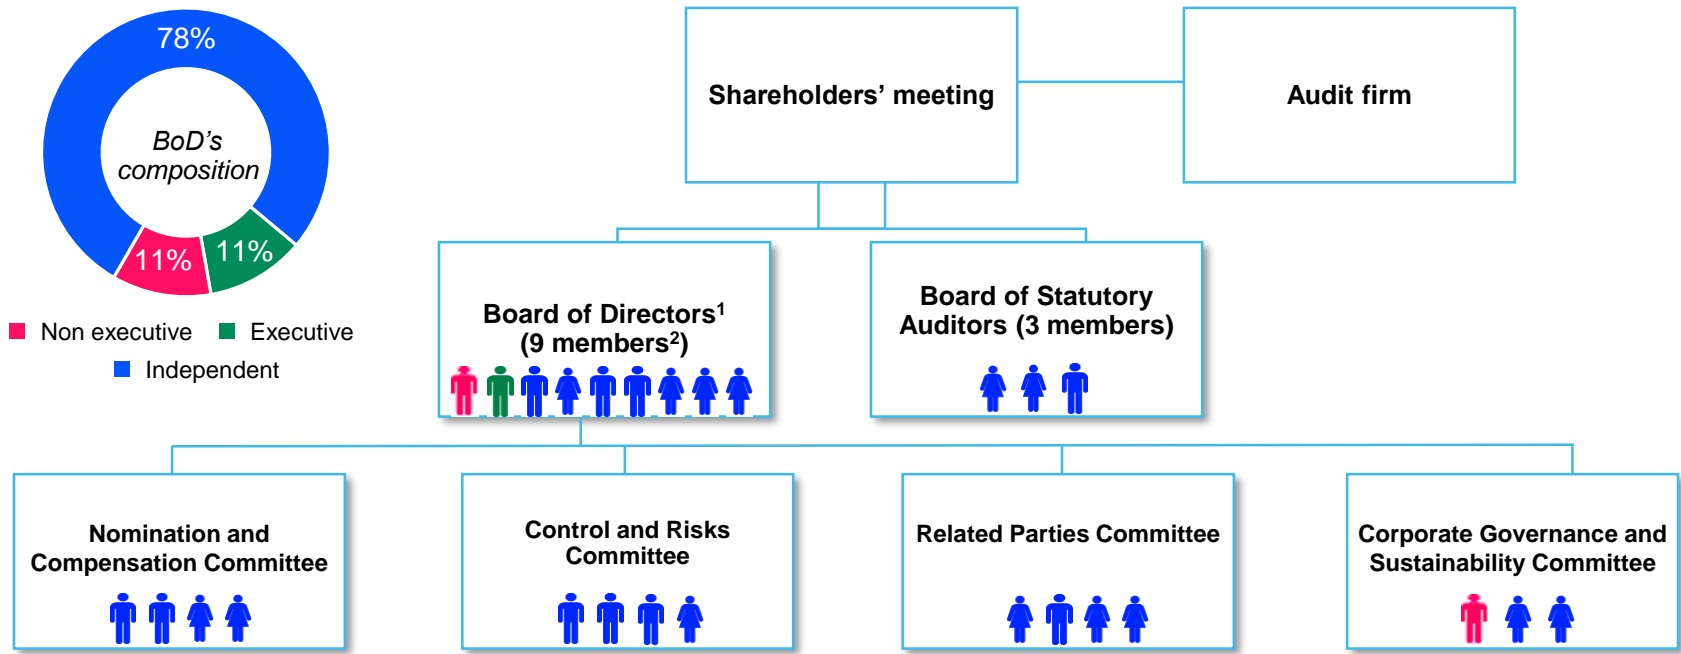 78%
BoD's
composition
11%
11%
Non executive
Executive
Independent
Shareholders' meeting
Audit firm
Board of Directors¹
(9 members²)
Board of Statutory
Auditors (3 members)
Nomination and
Compensation Committee
Control and Risks
Committee
Related Parties Committee
Corporate Governance and
Sustainability Committee